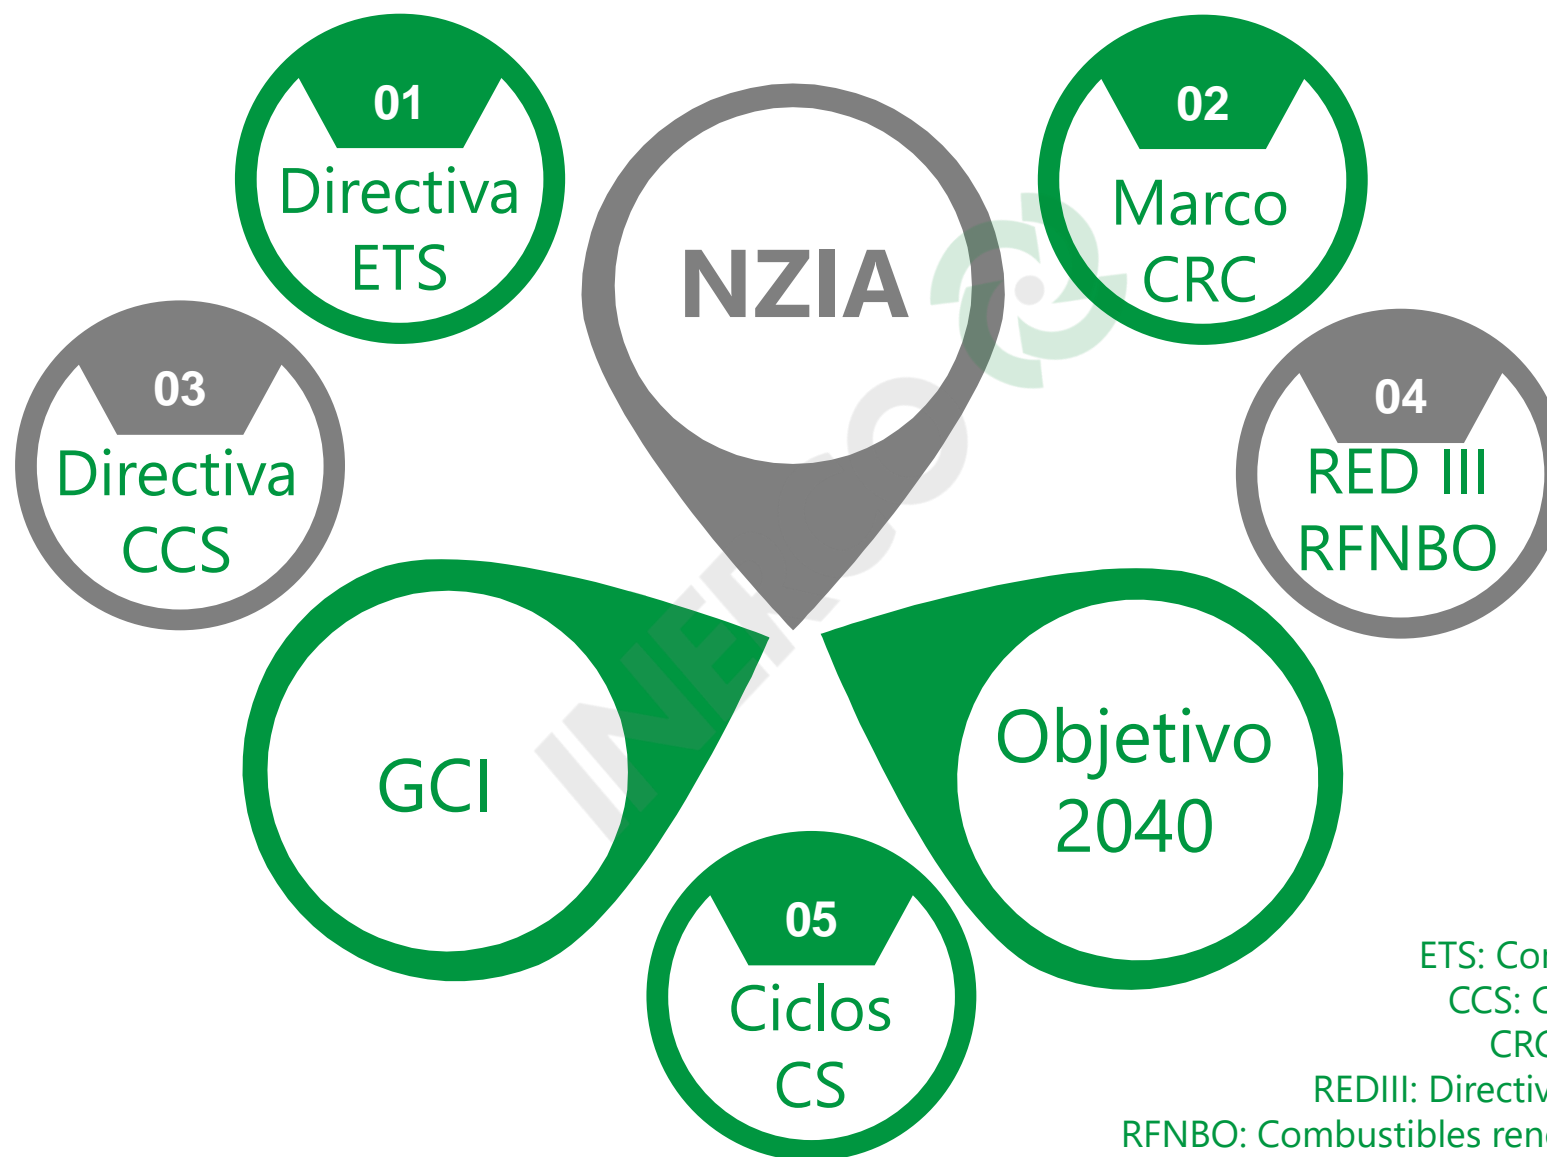 01
Directiva
ETS
NZIA
02
Marco
CRC
03
Directiva
CCS
04
RED III
RFNBO
GCI
Objetivo
2040
05
Ciclos
CS
INERCO
ETS:
CCS:
REDIII:
RFNBO: Combustibles